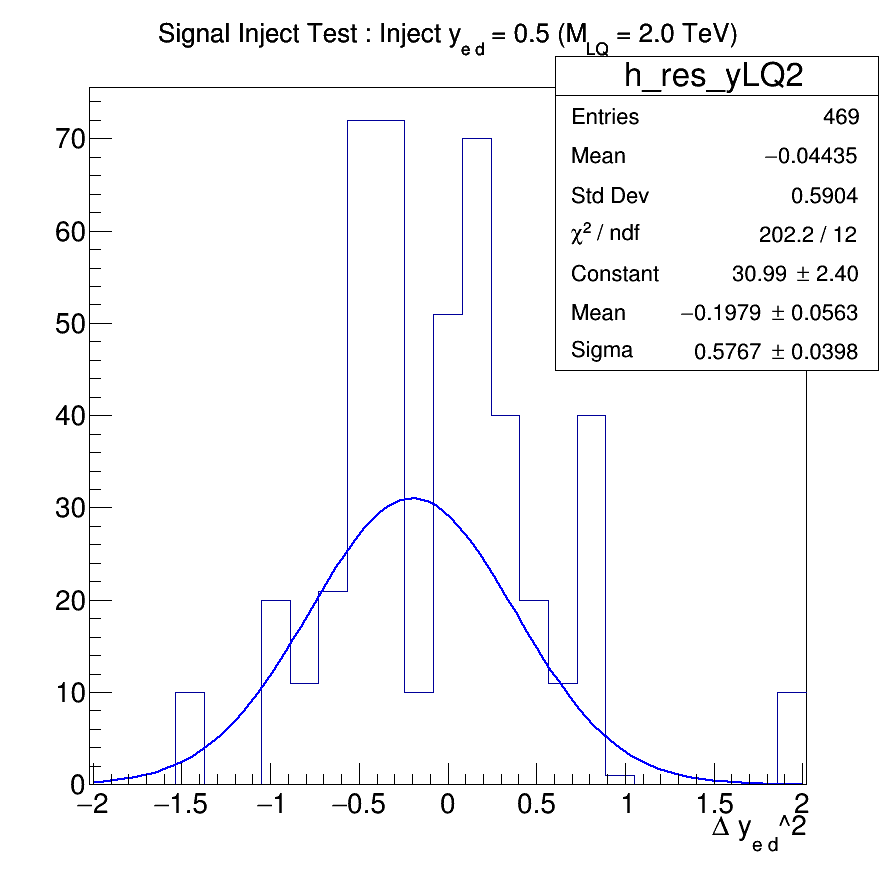 Signal Inject Test : Inject y_{e d} = 0.5 (M_{LQ} = 2.0 TeV)
h_res_yLQ2
Entries 469
Mean −0.04435
Std Dev 0.5904
χ² / ndf 202.2 / 12
Constant 30.99 ± 2.40
Mean −0.1979 ± 0.0563
Sigma 0.5767 ± 0.0398
70
60
50
40
30
20
10
0
−2 −1.5 −1 −0.5 0 0.5 1 1.5 2
Δ y_{e d}^2